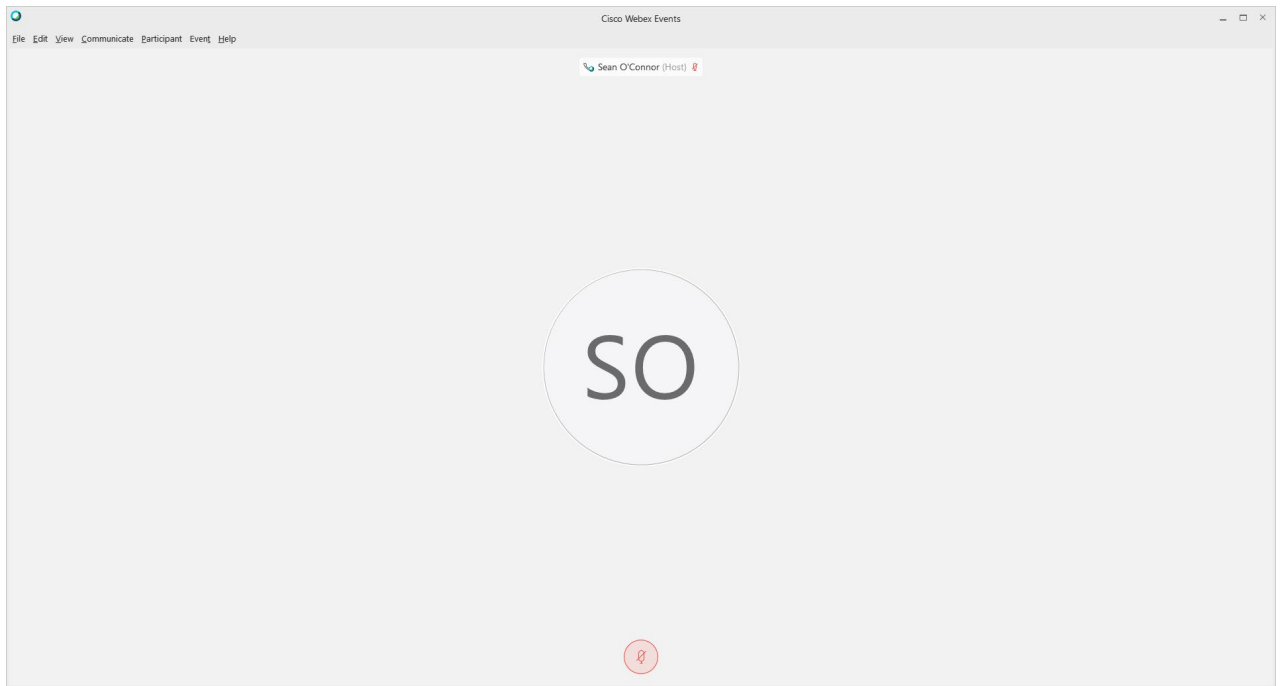 Cisco Webex Events
File Edit View Communicate Participant Event Help
Sean O'Connor (Host)
SO